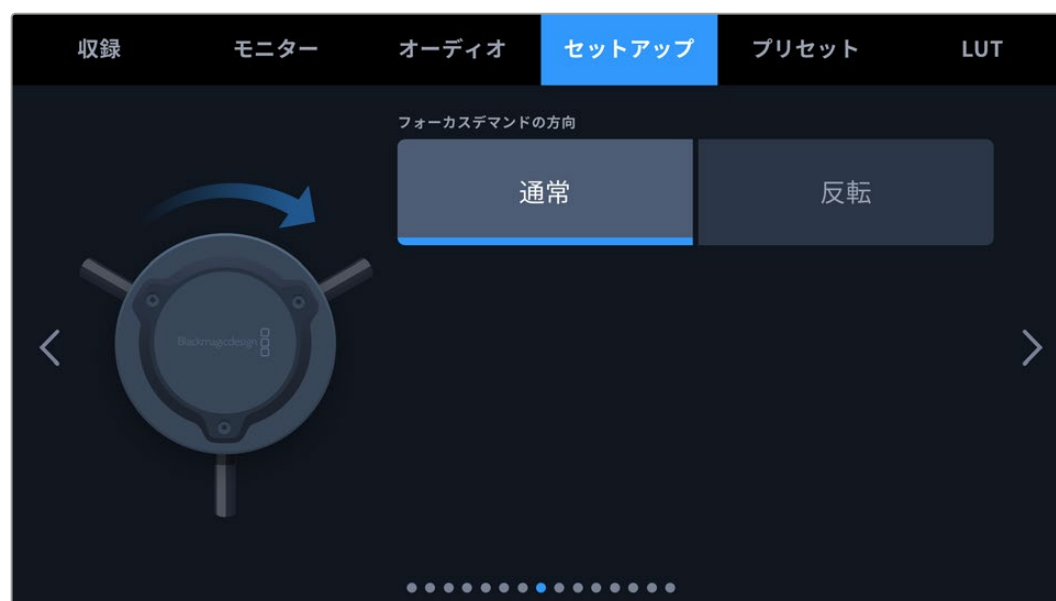 収録 モニター オーディオ セットアップ プリセット LUT
フォーカスデマンドの方向
通常 反転
Blackmagicdesign